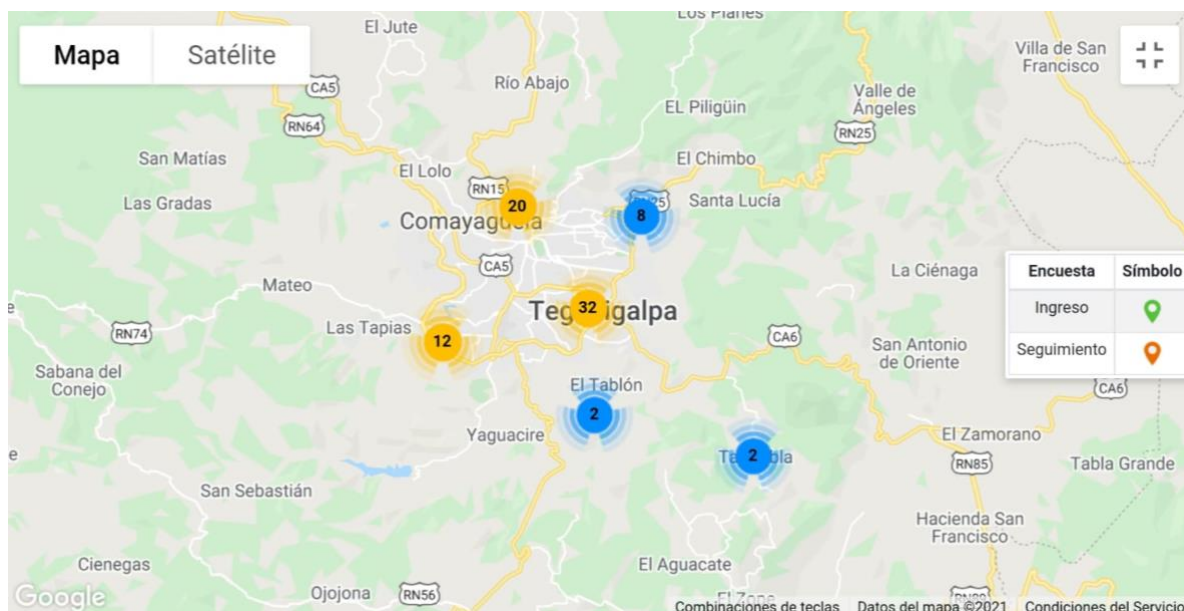 Los Planes
El Jute
Mapa
Satélite
Villa de San
Francisco
Río Abajo
CA5
Valle de
Ángeles
EL Piligüin
RN64
RN25
San Matías
El Chimbo
El Lolo
RN15
Las Gradas
20
RN25
Santa Lucía
8
Comayagüela
CA5
La Ciénaga
Encuesta
Símbolo
Mateo
Ingreso
32
Tegucigalpa
Las Tapias
RN74
12
CA6
San Antonio
de Oriente
Seguimiento
Sabana del
Conejo
El Tablón
CA6
2
Yaguacire
El Zamorano
2
RN85
Tabla Grande
San Sebastián
Hacienda San
Francisco
Cienegas
El Aguacate
Ojojona
RN56
Google
Combinaciones de teclas
Datos del mapa ©2021
Condiciones del Servicio